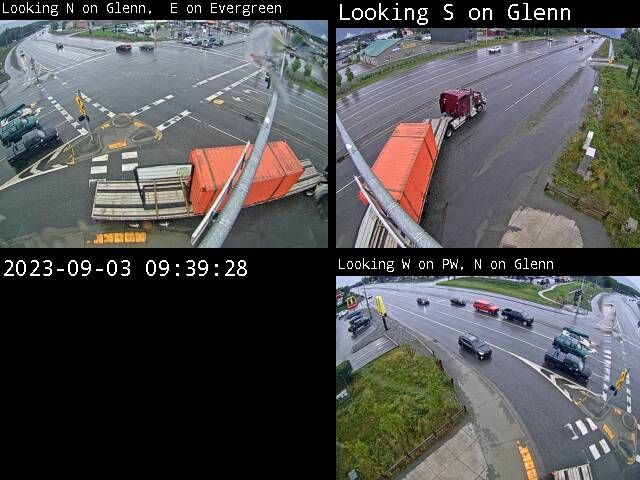 Looking N on Glenn,  E on Evergreen
Looking S on Glenn
2023-09-03 09:39:28
Looking W on PW, N on Glenn